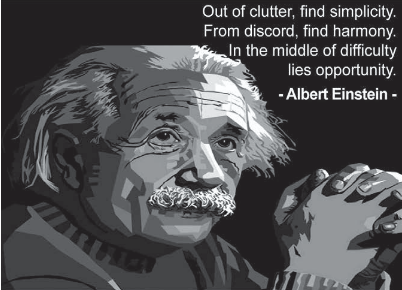 Out of clutter, find simplicity.
From discord, find harmony.
In the middle of difficulty
lies opportunity.
- Albert Einstein -